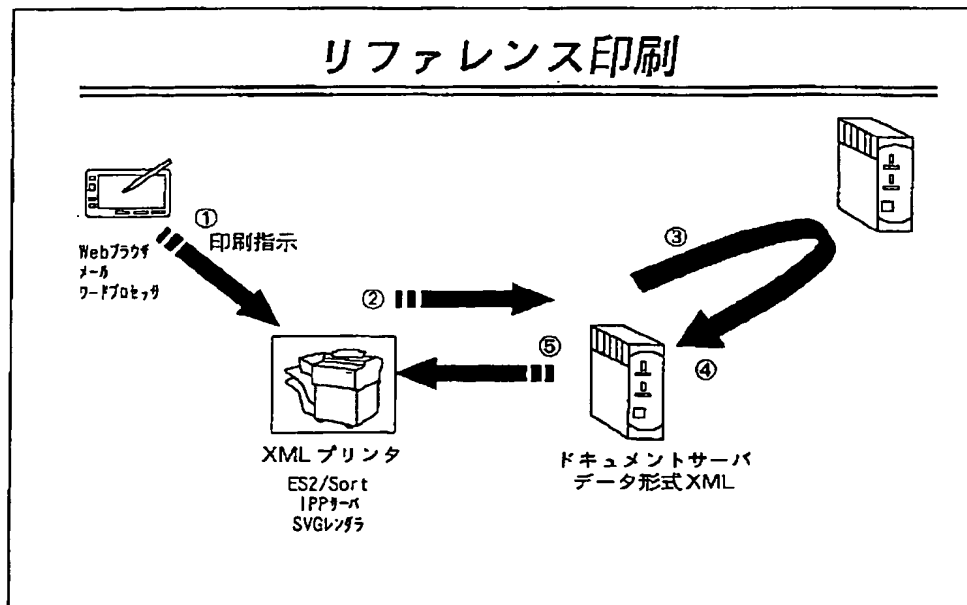 リファレンス印刷
①
印刷指示
Webブラウザ
メール
ワードプロセッサ
②
③
④
⑤
XML プリンタ
ES2/Sort
IPPサーバ
SVGレンダラ
ドキュメントサーバ
データ形式XML